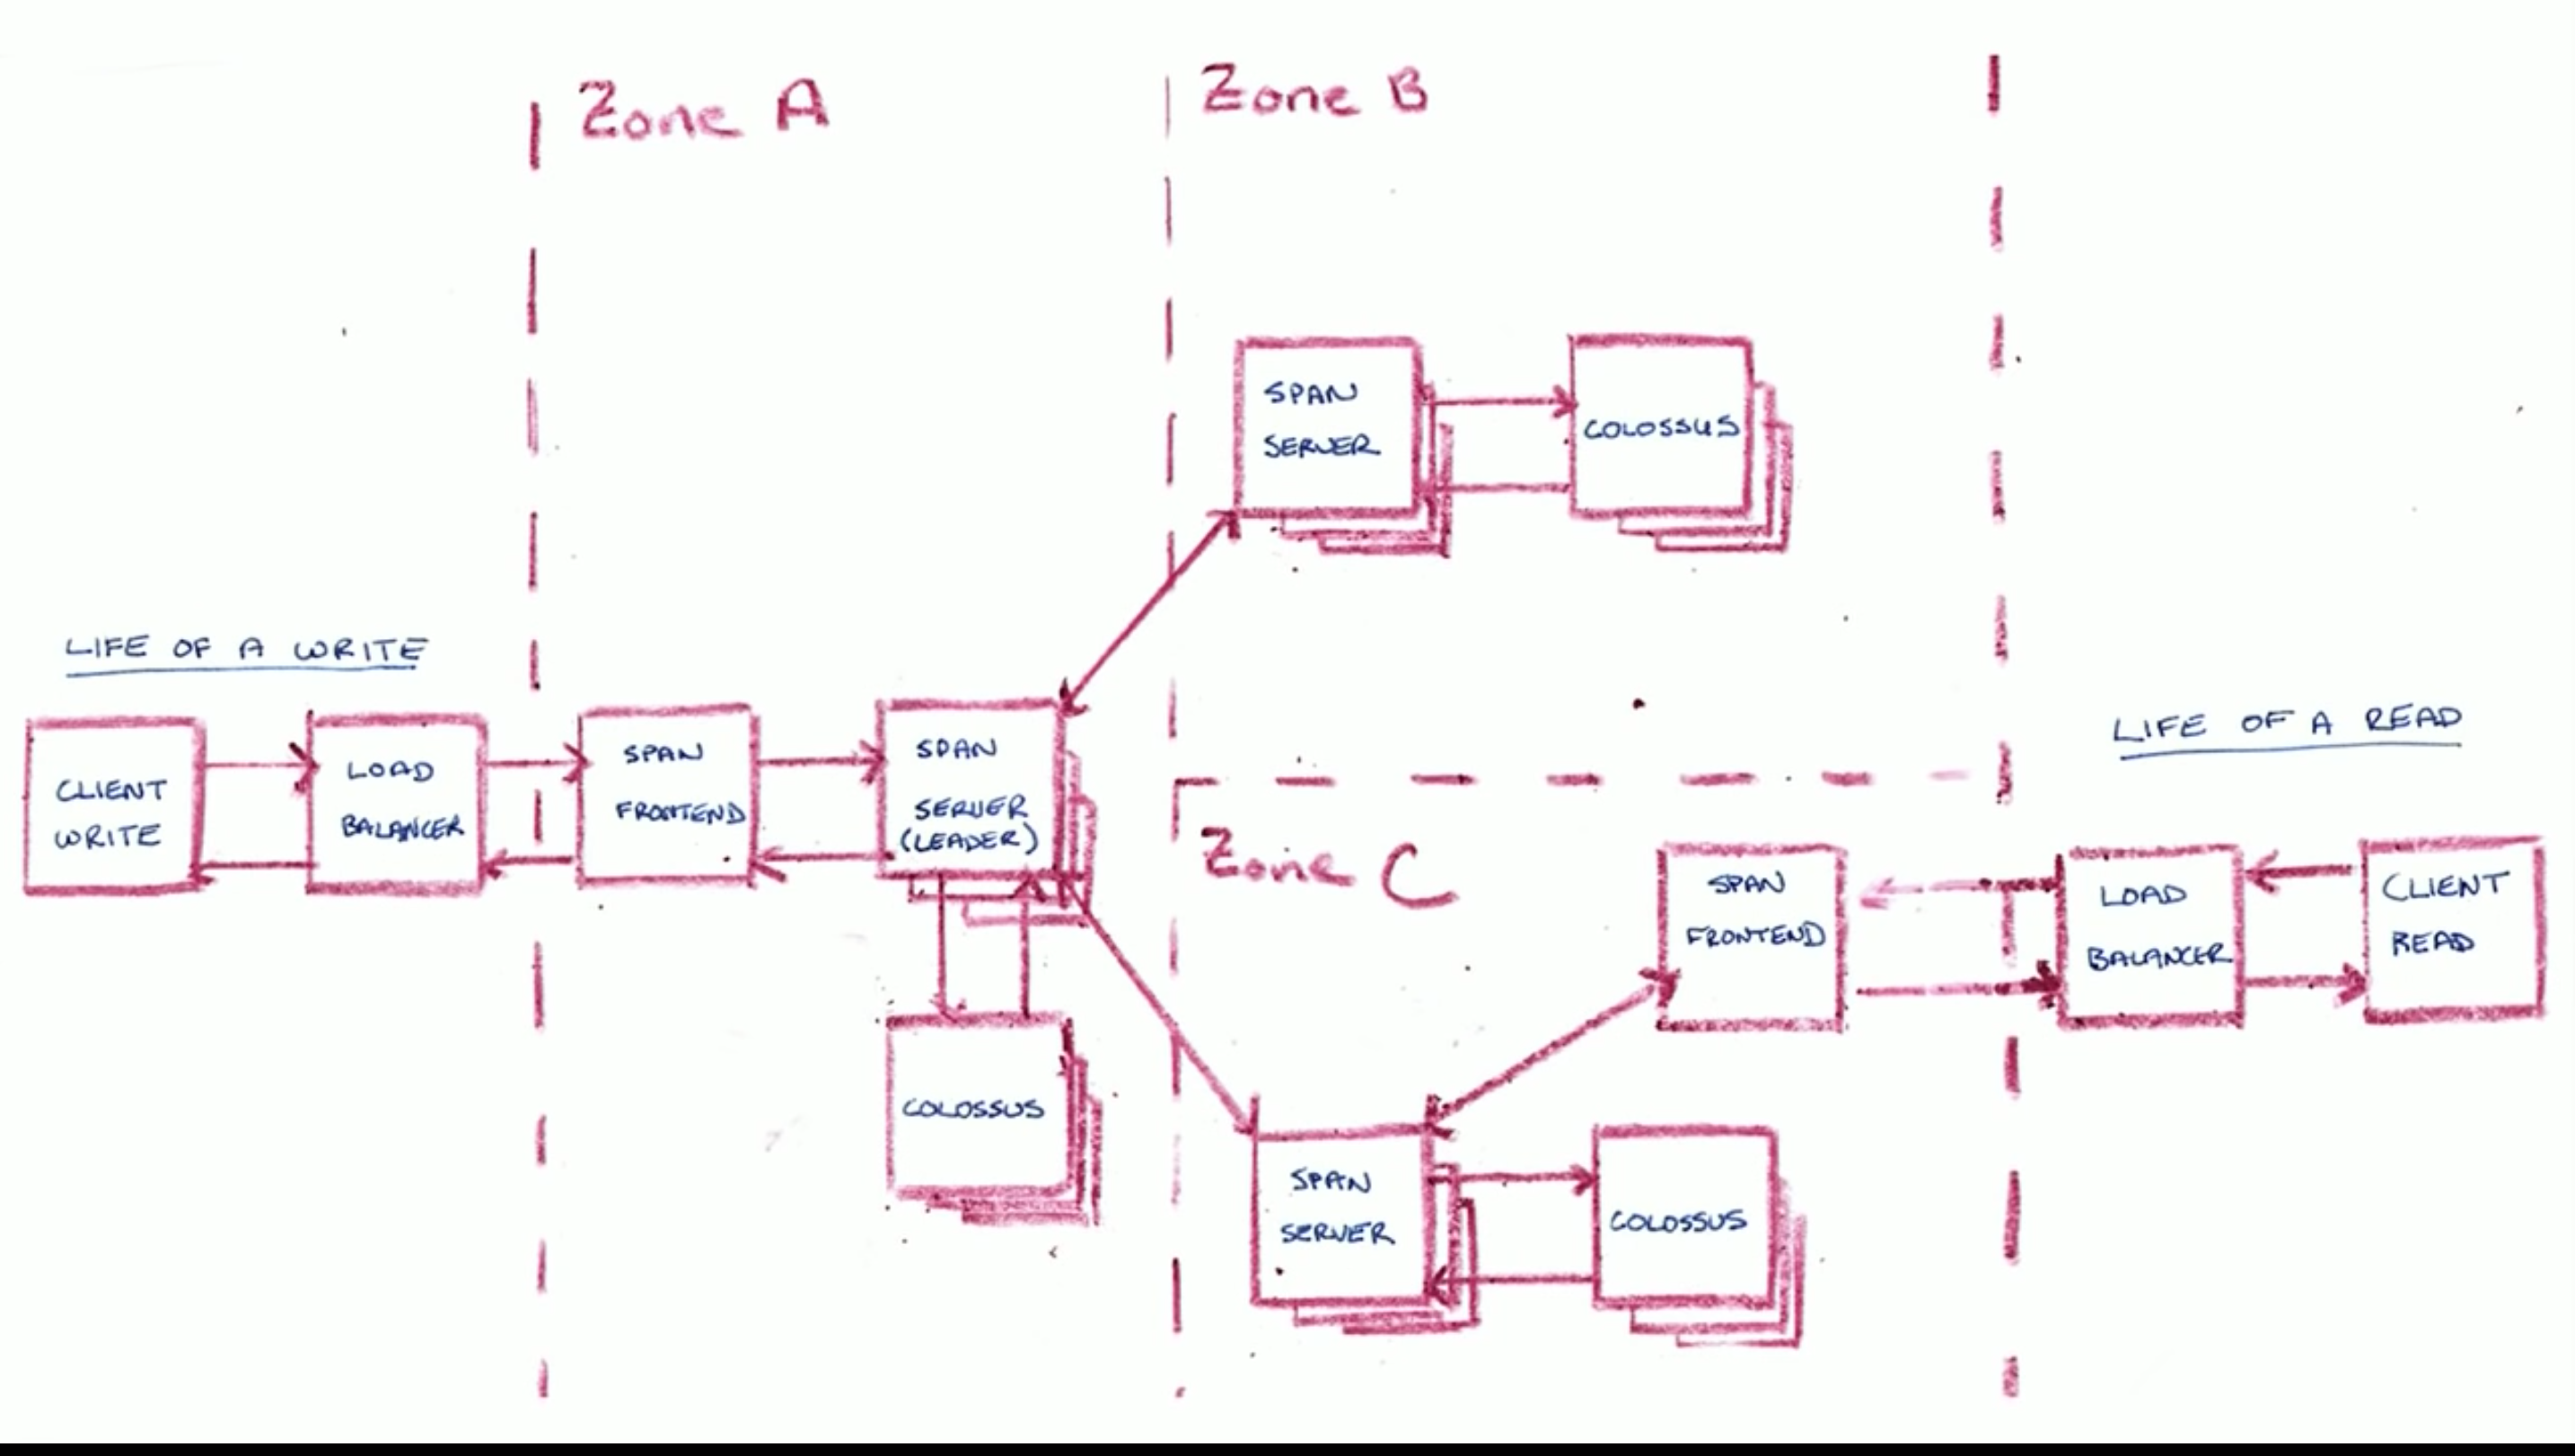 Zone A
Zone B
SPAN
SERVER
COLOSSUS
LIFE OF A WRITE
CLIENT
WRITE
LOAD
BALANCER
SPAN
FRONTEND
SPAN
SERVER
(LEADER)
COLOSSUS
Zone C
SPAN
SERVER
COLOSSUS
SPAN
FRONTEND
LIFE OF A READ
LOAD
BALANCER
CLIENT
READ